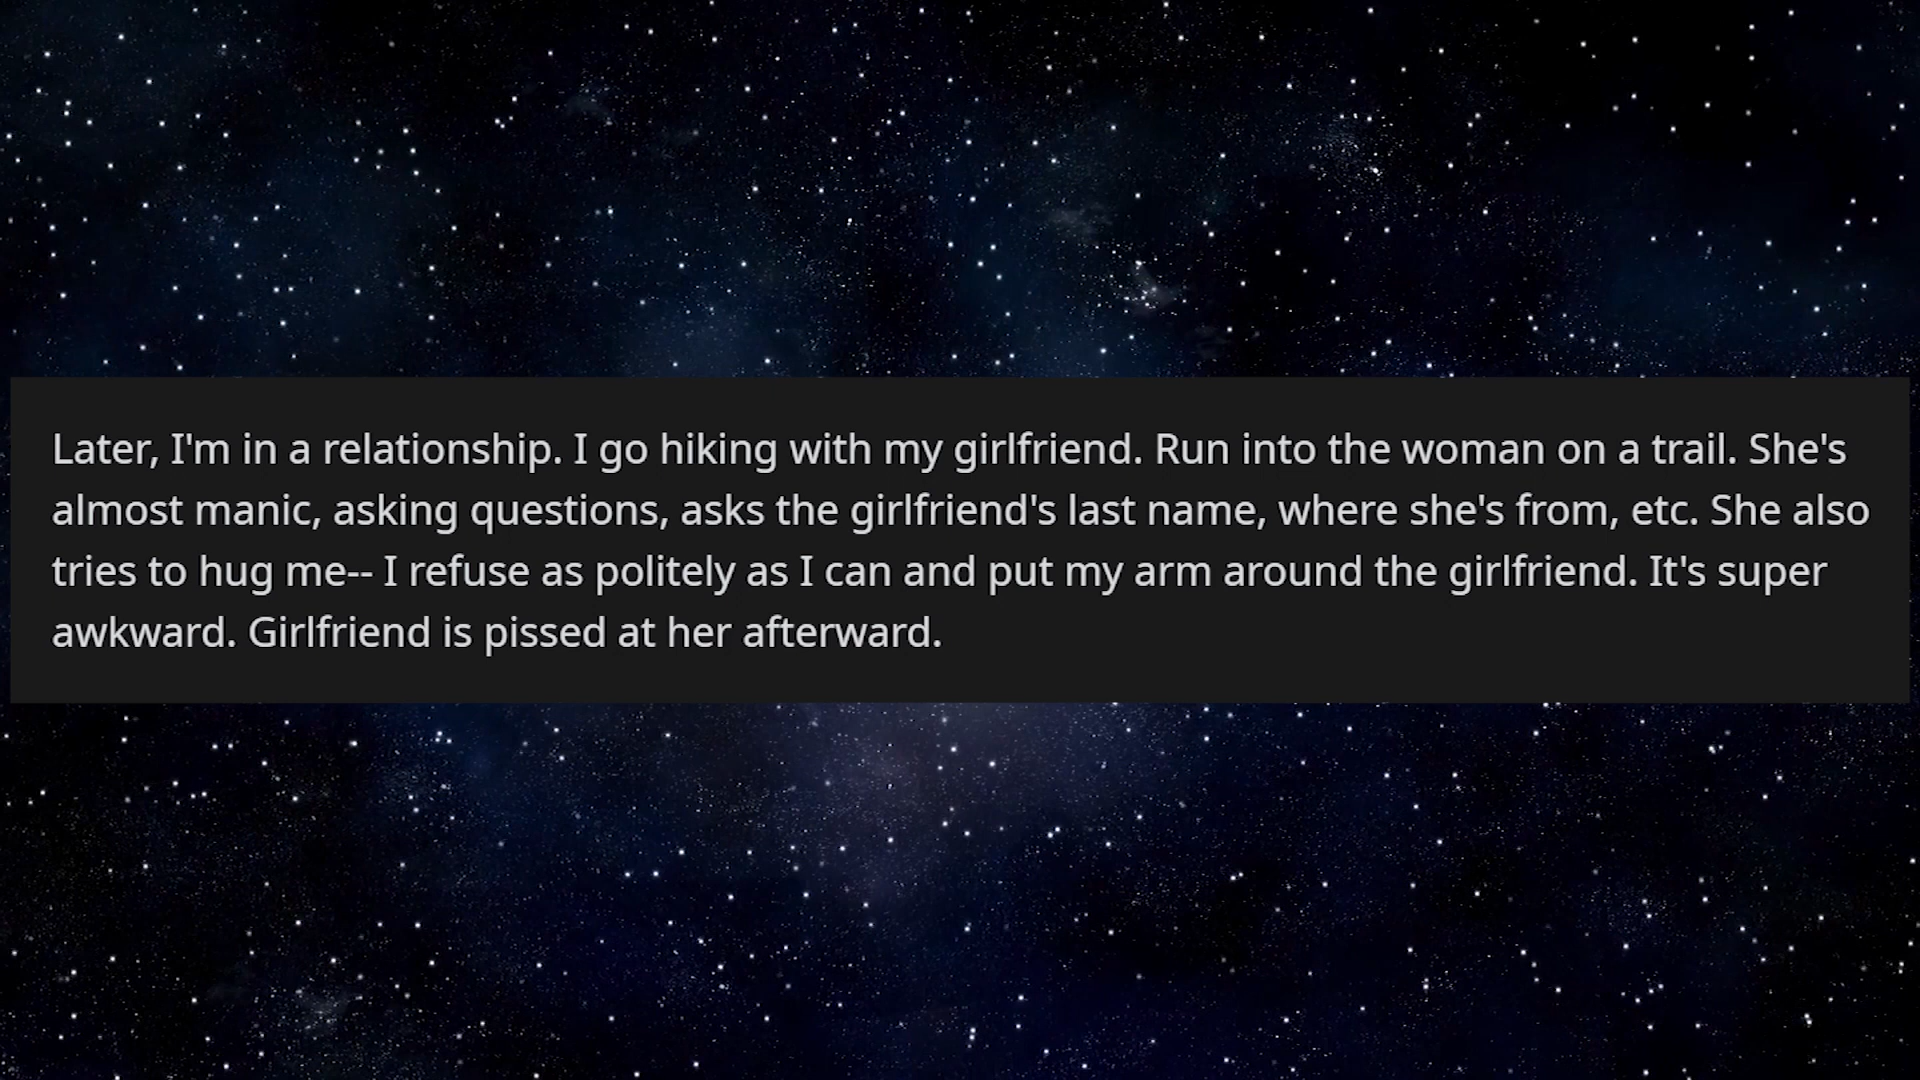 Later, I'm in a relationship. I go hiking with my girlfriend. Run into the woman on a trail. She's
almost manic, asking questions, asks the girlfriend's last name, where she's from, etc. She also
tries to hug me-- I refuse as politely as I can and put my arm around the girlfriend. It's super
awkward. Girlfriend is pissed at her afterward.